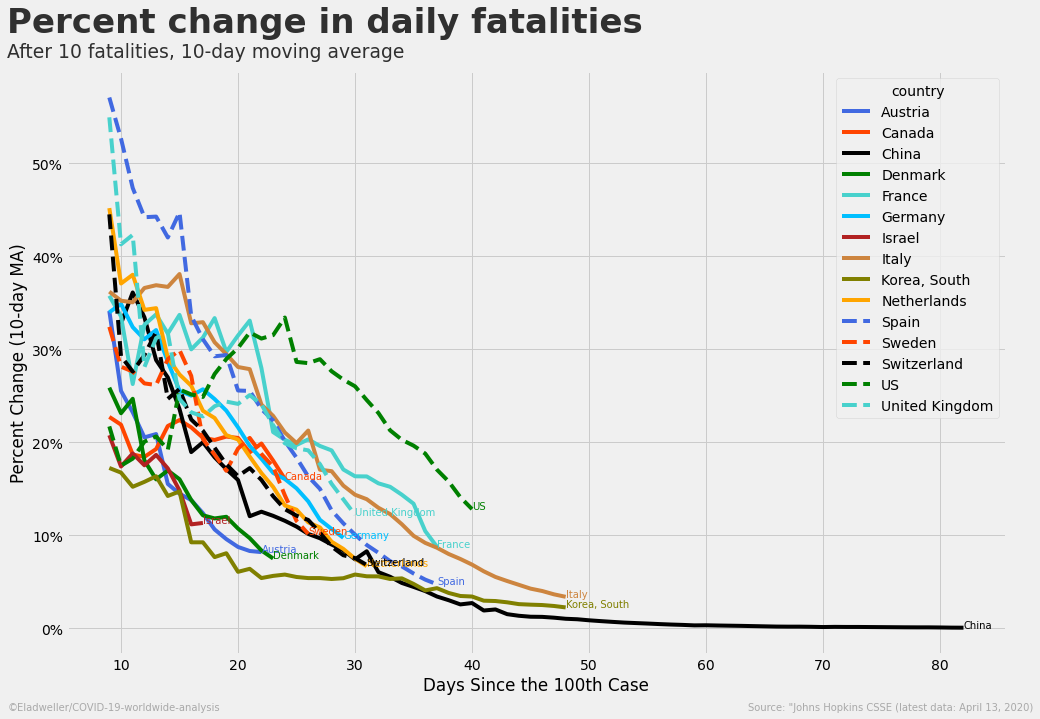 Percent change in daily fatalities
After 10 fatalities, 10-day moving average
country
Austria
Canada
China
Denmark
France
Germany
Israel
Italy
Korea, South
Netherlands
Spain
Sweden
Switzerland
US
United Kingdom
Percent Change (10-day MA)
50%
40%
30%
20%
10%
0%
Canada
US
United Kingdom
Israel
Sweden
Germany
France
Austria
Denmark
Switzerland
Spain
Italy
Korea, South
China
10 20 30 40 50 60 70 80
Days Since the 100th Case
©Eladweller/COVID-19-worldwide-analysis
Source: "Johns Hopkins CSSE (latest data: April 13, 2020)